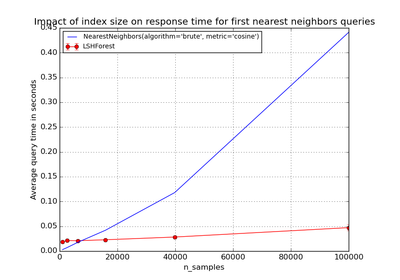 Impact of index size on response time for first nearest neighbors queries
NearestNeighbors(algorithm='brute', metric='cosine')
LSHForest
Average query time in seconds
0.45
0.40
0.35
0.30
0.25
0.20
0.15
0.10
0.05
0.00
0 20000 40000 60000 80000 100000
n_samples